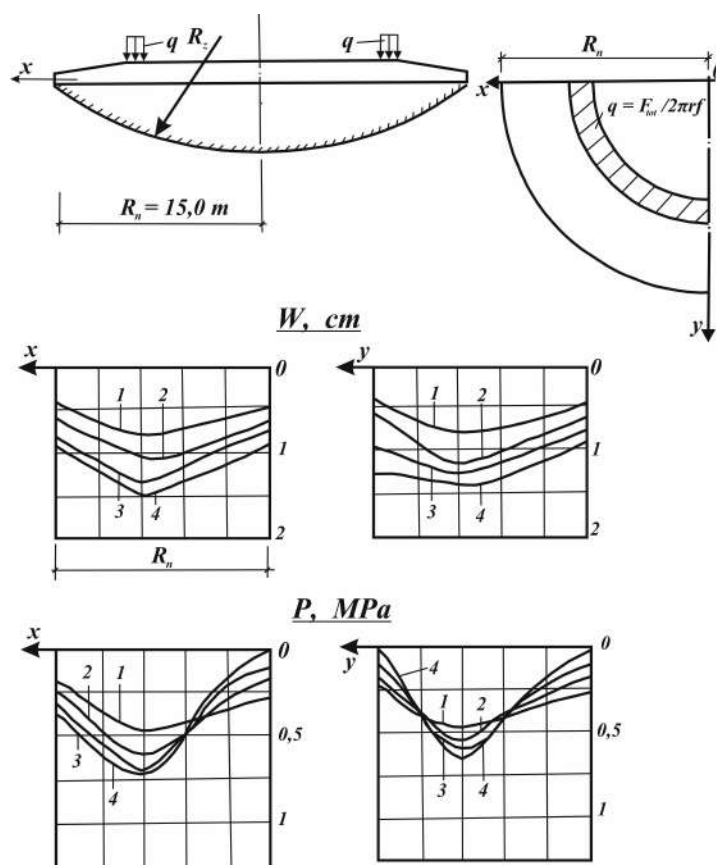 q R_z q
x
R_n = 15,0 m
R_n
x
q = F_tot /2πrf
y
W, cm
x 0
1 2
3 4
1
2
R_n
y 0
1 2
3 4
1
2
P, MPa
x 0
2 1
3 4
0,5
1
y 0
4
1 2
3 4
0,5
1